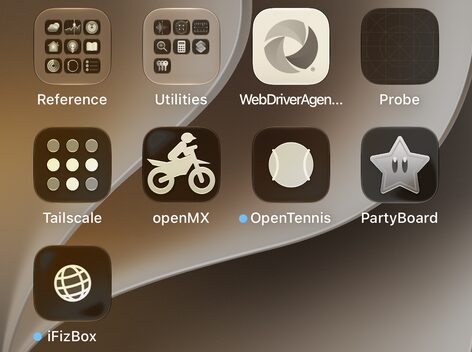 Reference
Utilities
WebDriverAgen...
Probe
Tailscale
openMX
OpenTennis
PartyBoard
iFizBox